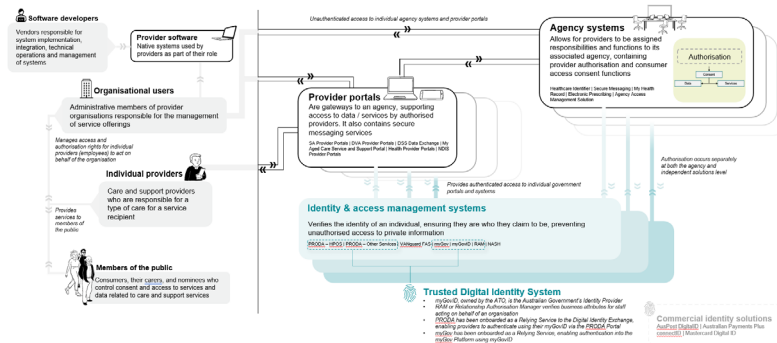 Software developers
Vendors responsible for
system implementation,
integration, technical
operations and management
of systems
Provider software
Native systems used by
providers as part of their role
Unauthenticated access to individual agency systems and provider portals
Agency systems
Allows for providers to be assigned
responsibilities and functions to its
associated agency, containing
provider authorisation and consumer
access consent functions
Healthcare Identifier | Secure Messaging | My Health
Record | Electronic Prescribing | Agency Access
Management Solution
Authorisation
Consent
Data
Services
Organisational users
Administrative members of provider
organisations responsible for the management
of service offerings
Provider portals
Are gateways to an agency, supporting
access to data / services by authorised
providers. It also contains secure
messaging services
SA Provider Portals | DVA Provider Portals | DSS Data Exchange | My
Aged Care Service and Support Portal | Health Provider Portals | NDIS
Provider Portals
Manages access and
authorisation rights for individual
providers (employees) to act on
behalf of the organisation
Individual providers
Care and support providers
who are responsible for a
type of care for a service
recipient
Authorisation occurs separately
at both the agency and
independent solutions level
Provides authenticated access to individual government
portals and systems
Provides
services to
members of
the public
Identity & access management systems
Verifies the identity of an individual, ensuring they are who they claim to be, preventing
unauthorised access to private information
PRODA – HPOS | PRODA – Other Services | VANguard FAS | myGov | myGovID | RAM | NASH
Members of the public
Consumers, their carers, and nominees who
control consent and access to services and
data related to care and support services
Trusted Digital Identity System
• myGovID, owned by the ATO, is the Australian Government's Identity Provider
• RAM or Relationship Authorisation Manager verifies business attributes for staff
acting on behalf of an organisation
• PRODA has been onboarded as a Relying Service to the Digital Identity Exchange,
enabling providers to authenticate using their myGovID via the PRODA Portal
• myGov has been onboarded as a Relying Service, enabling authentication into the
myGov Platform using myGovID
Commercial identity solutions
AusPost DigitalID | Australian Payments Plus
connectID | Mastercard Digital ID